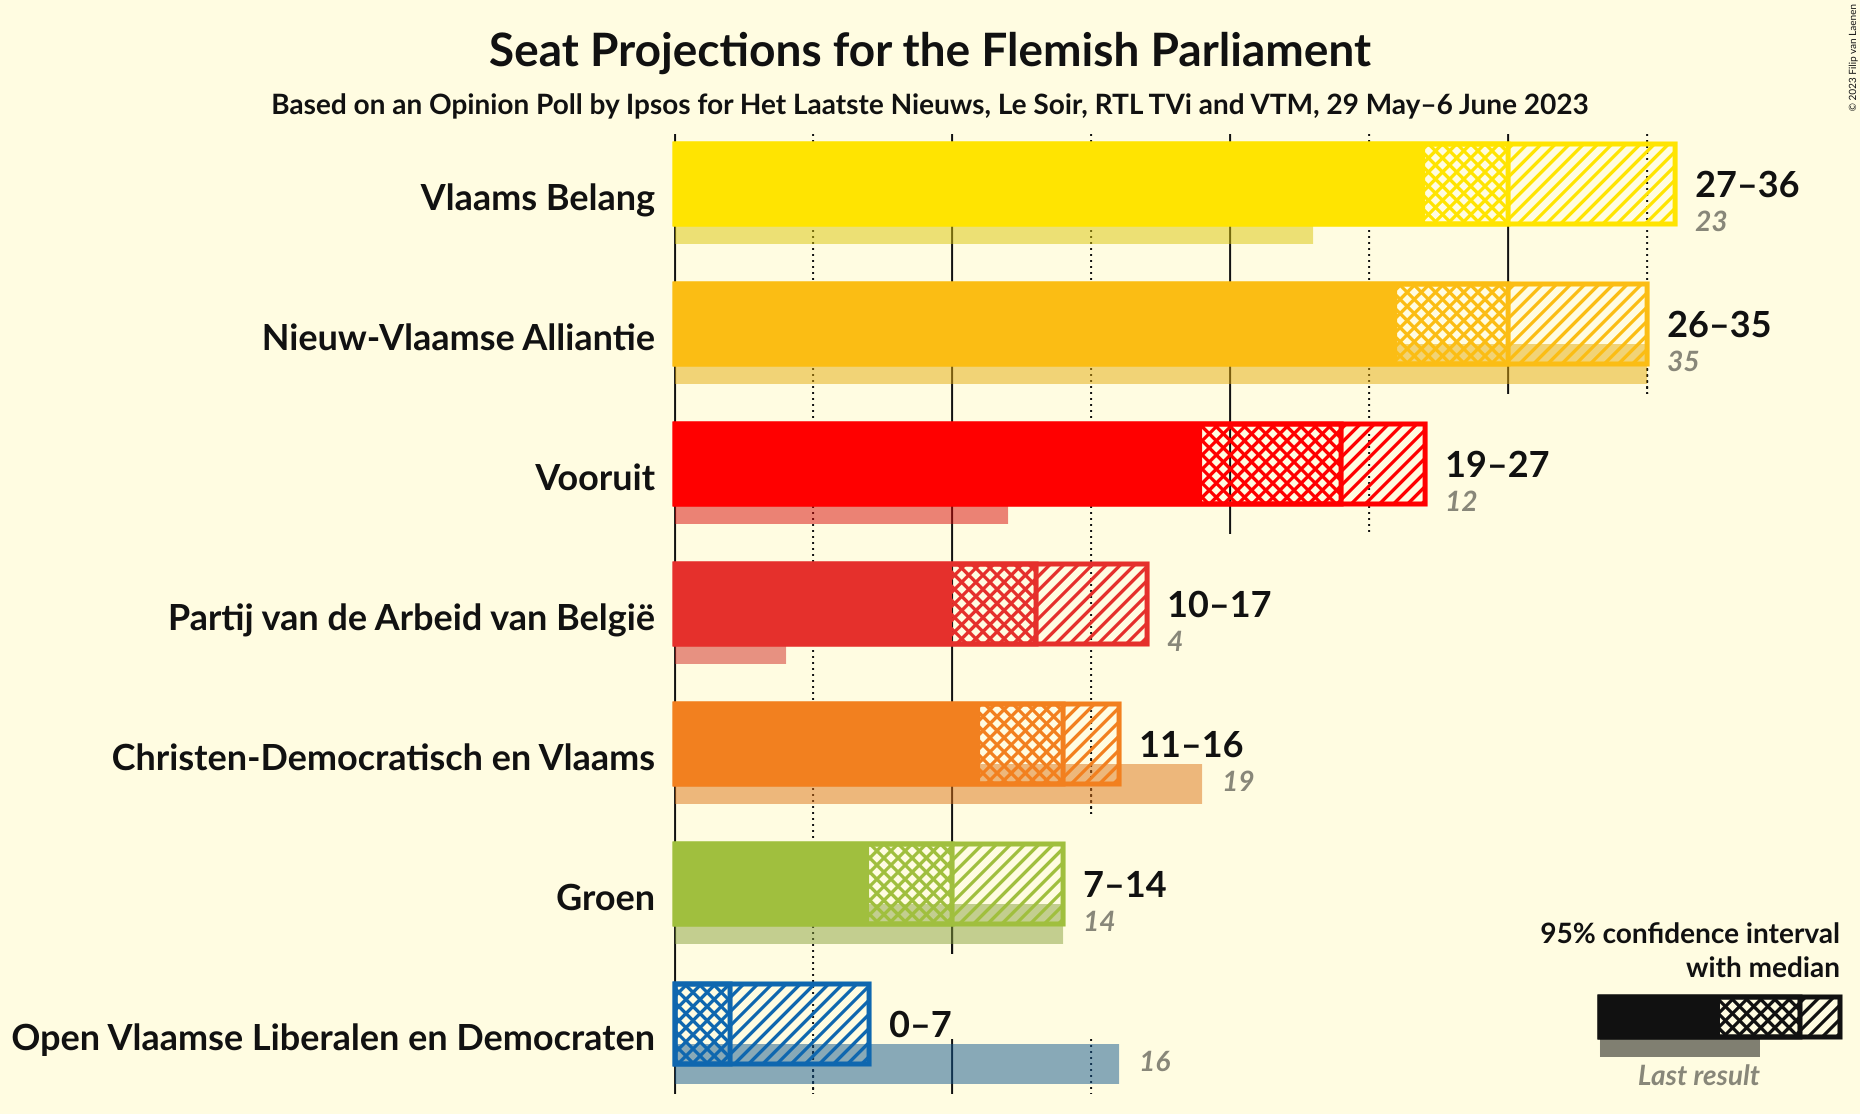 Seat Projections for the Flemish Parliament
Based on an Opinion Poll by Ipsos for Het Laatste Nieuws, Le Soir, RTL TVi and VTM, 29 May–6 June 2023
© 2023 Filip van Laenen
Vlaams Belang
27–36
23
Nieuw-Vlaamse Alliantie
26–35
35
Vooruit
19–27
12
Partij van de Arbeid van België
10–17
4
Christen-Democratisch en Vlaams
11–16
19
Groen
7–14
14
Open Vlaamse Liberalen en Democraten
0–7
16
95% confidence interval
with median
Last result